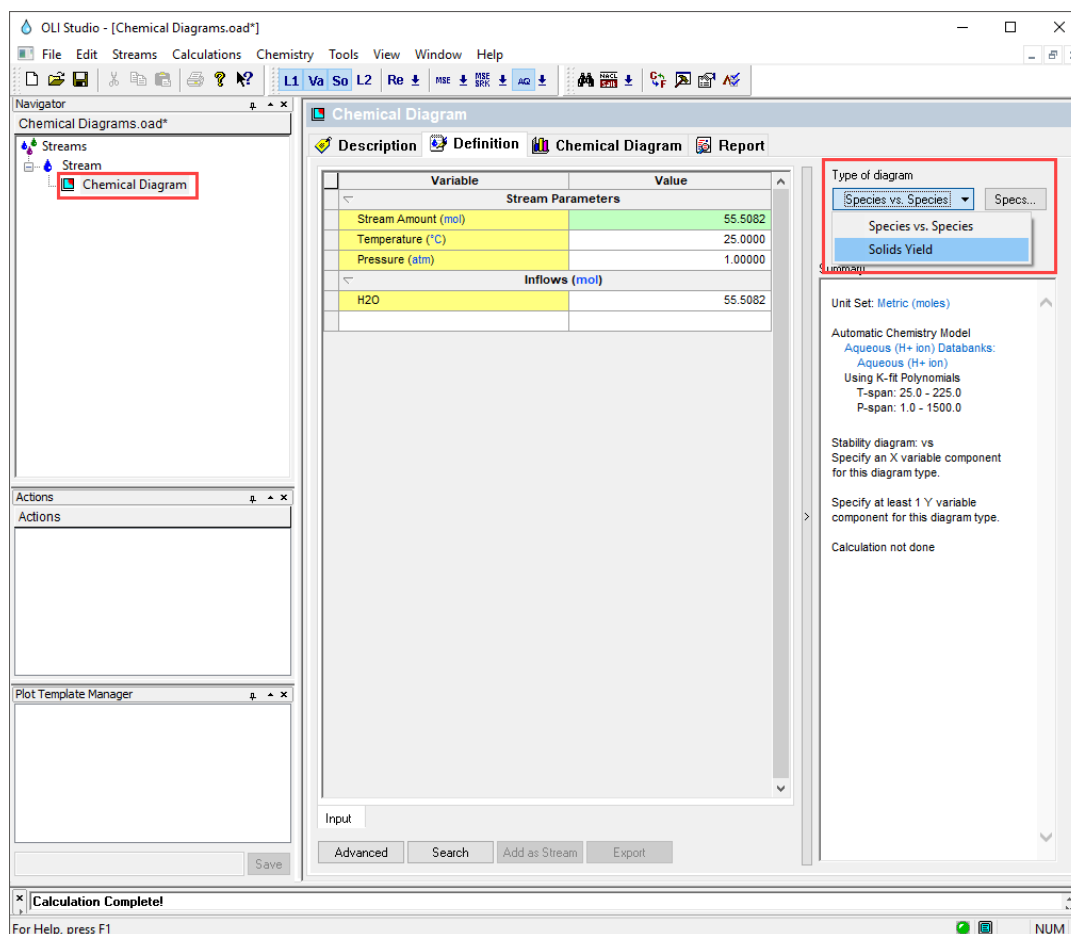 OLI Studio - [Chemical Diagrams.oad*]
File Edit Streams Calculations Chemistry Tools View Window Help
L1 Va So L2 Re MSE MSE SRK AQ
Navigator
Chemical Diagrams.oad*
Streams
Stream
Chemical Diagram
Actions
Actions
Plot Template Manager
Save
Chemical Diagram
Description Definition Chemical Diagram Report
Variable Value
Stream Parameters
Stream Amount (mol) 55.5082
Temperature (°C) 25.0000
Pressure (atm) 1.00000
Inflows (mol)
H2O 55.5082
Input
Advanced Search Add as Stream Export
Type of diagram
Species vs. Species Specs...
Species vs. Species
Solids Yield
Summary
Unit Set: Metric (moles)
Automatic Chemistry Model
Aqueous (H+ ion) Databanks:
Aqueous (H+ ion)
Using K-fit Polynomials
T-span: 25.0 - 225.0
P-span: 1.0 - 1500.0
Stability diagram: vs
Specify an X variable component
for this diagram type.
Specify at least 1 Y variable
component for this diagram type.
Calculation not done
Calculation Complete!
For Help, press F1
NUM